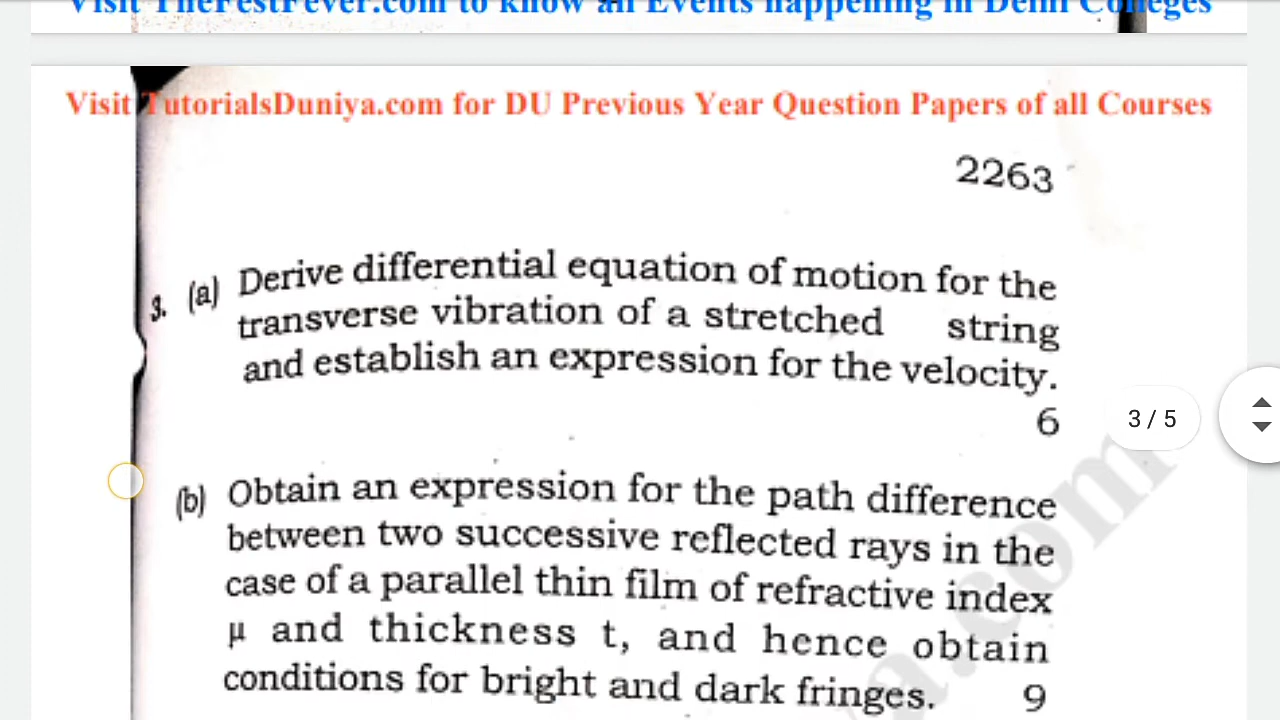 Visit TheFestFever.com to know all Events happening in Delhi Colleges
Visit TutorialsDuniya.com for DU Previous Year Question Papers of all Courses
2263
3. (a) Derive differential equation of motion for the
transverse vibration of a stretched string
and establish an expression for the velocity.
6
3 / 5
(b) Obtain an expression for the path difference
between two successive reflected rays in the
case of a parallel thin film of refractive index
μ and thickness t, and hence obtain
conditions for bright and dark fringes. 9
a.com